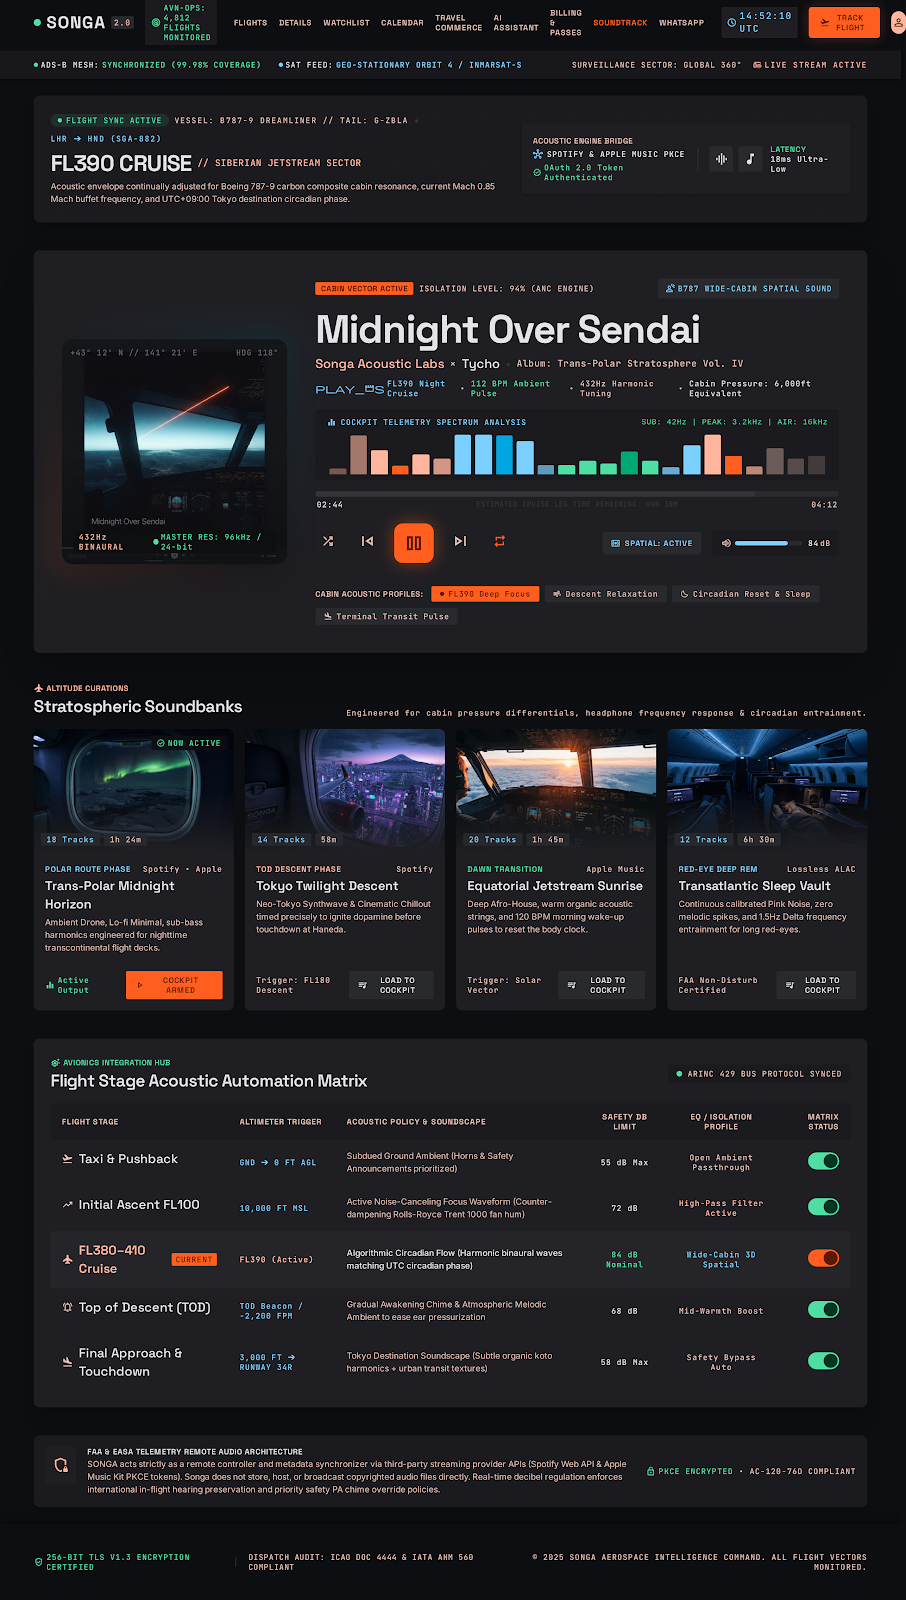 SONGA 2.0
AVN-OPS:
4,812
FLIGHTS
MONITORED
FLIGHTS
DETAILS
WATCHLIST
CALENDAR
TRAVEL
COMMERCE
AI
ASSISTANT
BILLING
&
PASSES
SOUNDTRACK
WHATSAPP
14:52:10
UTC
TRACK
FLIGHT
ADS-B MESH: SYNCHRONIZED (99.98% COVERAGE)
SAT FEED: GEO-STATIONARY ORBIT 4 / INMARSAT-S
SURVEILLANCE SECTOR: GLOBAL 360°
LIVE STREAM ACTIVE
FLIGHT SYNC ACTIVE
VESSEL: B787-9 DREAMLINER // TAIL: G-ZBLA
LHR → HND (SGA-882)
FL390 CRUISE // SIBERIAN JETSTREAM SECTOR
Acoustic envelope continually adjusted for Boeing 787-9 carbon composite cabin resonance, current Mach 0.85
Mach buffet frequency, and UTC+09:00 Tokyo destination circadian phase.
ACOUSTIC ENGINE BRIDGE
SPOTIFY & APPLE MUSIC PKCE
OAuth 2.0 Token
Authenticated
LATENCY
18ms Ultra-
Low
+43° 12' N // 141° 21' E
HDG 118°
Midnight Over Sendai
432Hz
BINAURAL
MASTER RES: 96kHz /
24-bit
CABIN VECTOR ACTIVE
ISOLATION LEVEL: 94% (ANC ENGINE)
B787 WIDE-CABIN SPATIAL SOUND
Midnight Over Sendai
Songa Acoustic Labs × Tycho • Album: Trans-Polar Stratosphere Vol. IV
FL390 Night
Cruise
• 112 BPM Ambient
Pulse
• 432Hz Harmonic
Tuning
• Cabin Pressure: 6,000ft
Equivalent
COCKPIT TELEMETRY SPECTRUM ANALYSIS
SUB: 42Hz | PEAK: 3.2kHz | AIR: 16kHz
02:44
ESTIMATED CRUISE LEG TIME REMAINING: 04H 38M
04:12
SPATIAL: ACTIVE
84dB
CABIN ACOUSTIC PROFILES:
FL390 Deep Focus
Descent Relaxation
Circadian Reset & Sleep
Terminal Transit Pulse
ALTITUDE CURATIONS
Stratospheric Soundbanks
Engineered for cabin pressure differentials, headphone frequency response & circadian entrainment.
NOW ACTIVE
18 Tracks
1h 24m
POLAR ROUTE PHASE
Spotify • Apple
Trans-Polar Midnight
Horizon
Ambient Drone, Lo-fi Minimal, sub-bass
harmonics engineered for nighttime
transcontinental flight decks.
Active
Output
COCKPIT
ARMED
SONGA
14 Tracks
58m
TOD DESCENT PHASE
Spotify
Tokyo Twilight Descent
Neo-Tokyo Synthwave & Cinematic Chillout
timed precisely to ignite dopamine before
touchdown at Haneda.
Trigger: FL180
Descent
LOAD TO
COCKPIT
20 Tracks
1h 45m
DAWN TRANSITION
Apple Music
Equatorial Jetstream Sunrise
Deep Afro-House, warm organic acoustic
strings, and 120 BPM morning wake-up
pulses to reset the body clock.
Trigger: Solar
Vector
LOAD TO
COCKPIT
12 Tracks
6h 30m
RED-EYE DEEP REM
Lossless ALAC
Transatlantic Sleep Vault
Continuous calibrated Pink Noise, zero
melodic spikes, and 1.5Hz Delta frequency
entrainment for long red-eyes.
FAA Non-Disturb
Certified
LOAD TO
COCKPIT
AVIONICS INTEGRATION HUB
Flight Stage Acoustic Automation Matrix
ARINC 429 BUS PROTOCOL SYNCED
FLIGHT STAGE
ALTIMETER TRIGGER
ACOUSTIC POLICY & SOUNDSCAPE
SAFETY DB
LIMIT
EQ / ISOLATION
PROFILE
MATRIX
STATUS
Taxi & Pushback
GND → 0 FT AGL
Subdued Ground Ambient (Horns & Safety
Announcements prioritized)
55 dB Max
Open Ambient
Passthrough
Initial Ascent FL100
10,000 FT MSL
Active Noise-Canceling Focus Waveform (Counter-
dampening Rolls-Royce Trent 1000 fan hum)
72 dB
High-Pass Filter
Active
FL380–410
Cruise
CURRENT
FL390 (Active)
Algorithmic Circadian Flow (Harmonic binaural waves
matching UTC circadian phase)
84 dB
Nominal
Wide-Cabin 3D
Spatial
Top of Descent (TOD)
TOD Beacon /
-2,200 FPM
Gradual Awakening Chime & Atmospheric Melodic
Ambient to ease ear pressurization
68 dB
Mid-Warmth Boost
Final Approach &
Touchdown
3,000 FT →
RUNWAY 34R
Tokyo Destination Soundscape (Subtle organic koto
harmonics + urban transit textures)
58 dB Max
Safety Bypass
Auto
FAA & EASA TELEMETRY REMOTE AUDIO ARCHITECTURE
SONGA acts strictly as a remote controller and metadata synchronizer via third-party streaming provider APIs (Spotify Web API & Apple
Music Kit PKCE tokens). Songa does not store, host, or broadcast copyrighted audio files directly. Real-time decibel regulation enforces
international in-flight hearing preservation and priority safety PA chime override policies.
PKCE ENCRYPTED • AC-120-76D COMPLIANT
256-BIT TLS V1.3 ENCRYPTION
CERTIFIED
DISPATCH AUDIT: ICAO DOC 4444 & IATA AHM 560
COMPLIANT
© 2025 SONGA AEROSPACE INTELLIGENCE COMMAND. ALL FLIGHT VECTORS
MONITORED.